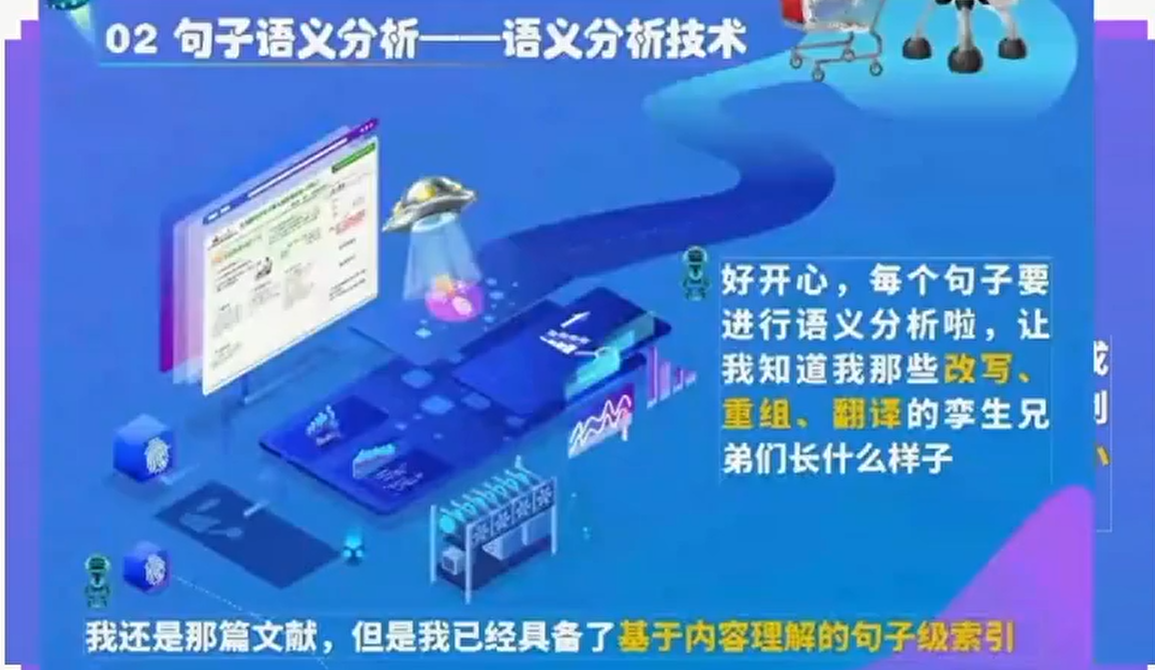 02 句子语义分析——语义分析技术
好开心，每个句子要
进行语义分析啦，让
我知道我那些改写、
重组、翻译的孪生兄
弟们长什么样子
我还是那篇文献，但是我已经具备了基于内容理解的句子级索引